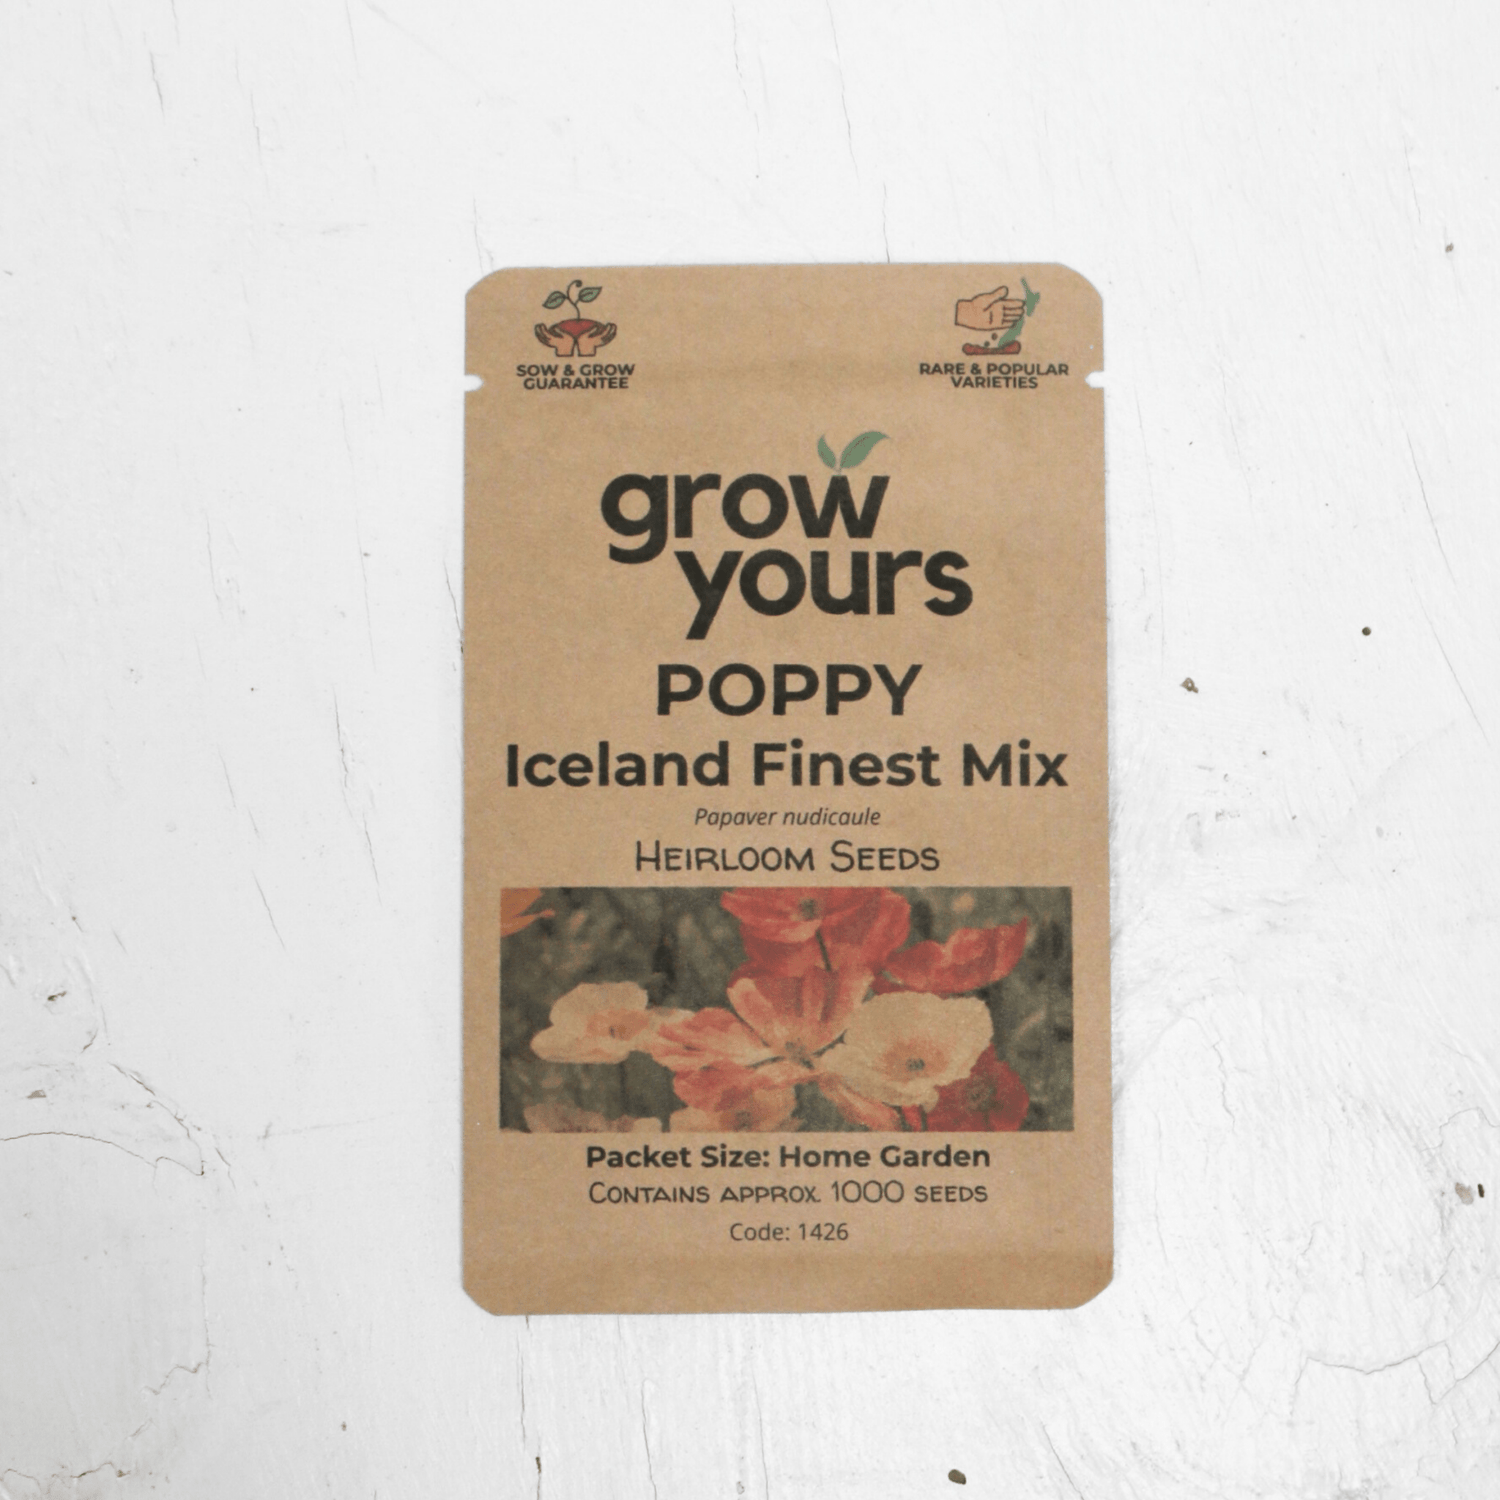 SOW & GROW
GUARANTEE
RARE & POPULAR
VARIETIES
grow
yours
POPPY
Iceland Finest Mix
Papaver nudicaule
HEIRLOOM SEEDS
Packet Size: Home Garden
CONTAINS APPROX. 1000 SEEDS
Code: 1426